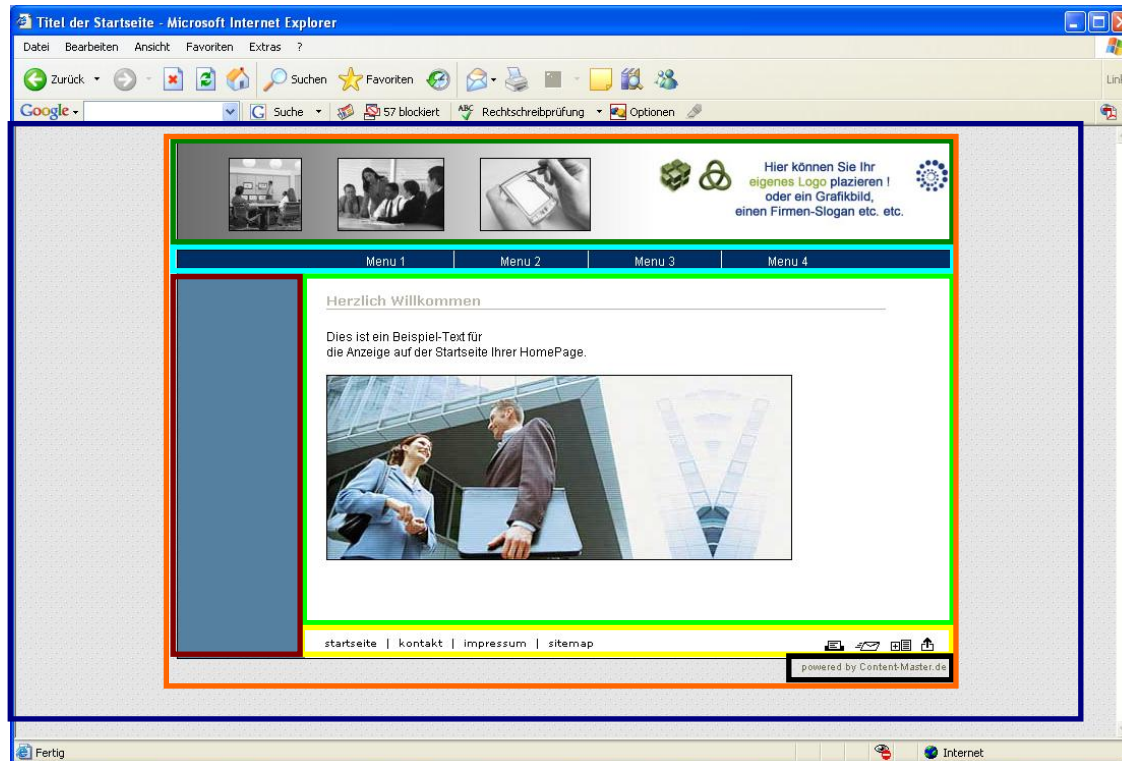 Titel der Startseite - Microsoft Internet Explorer
Datei Bearbeiten Ansicht Favoriten Extras ?
Zurück Suchen Favoriten
Google Suche 57 blockiert ABC Rechtschreibprüfung Optionen
Hier können Sie Ihr
eigenes Logo plazieren !
oder ein Grafikbild,
einen Firmen-Slogan etc. etc.
Menu 1 Menu 2 Menu 3 Menu 4
Herzlich Willkommen
Dies ist ein Beispiel-Text für
die Anzeige auf der Startseite Ihrer HomePage.
startseite | kontakt | impressum | sitemap
powered by Content-Master.de
Fertig Internet